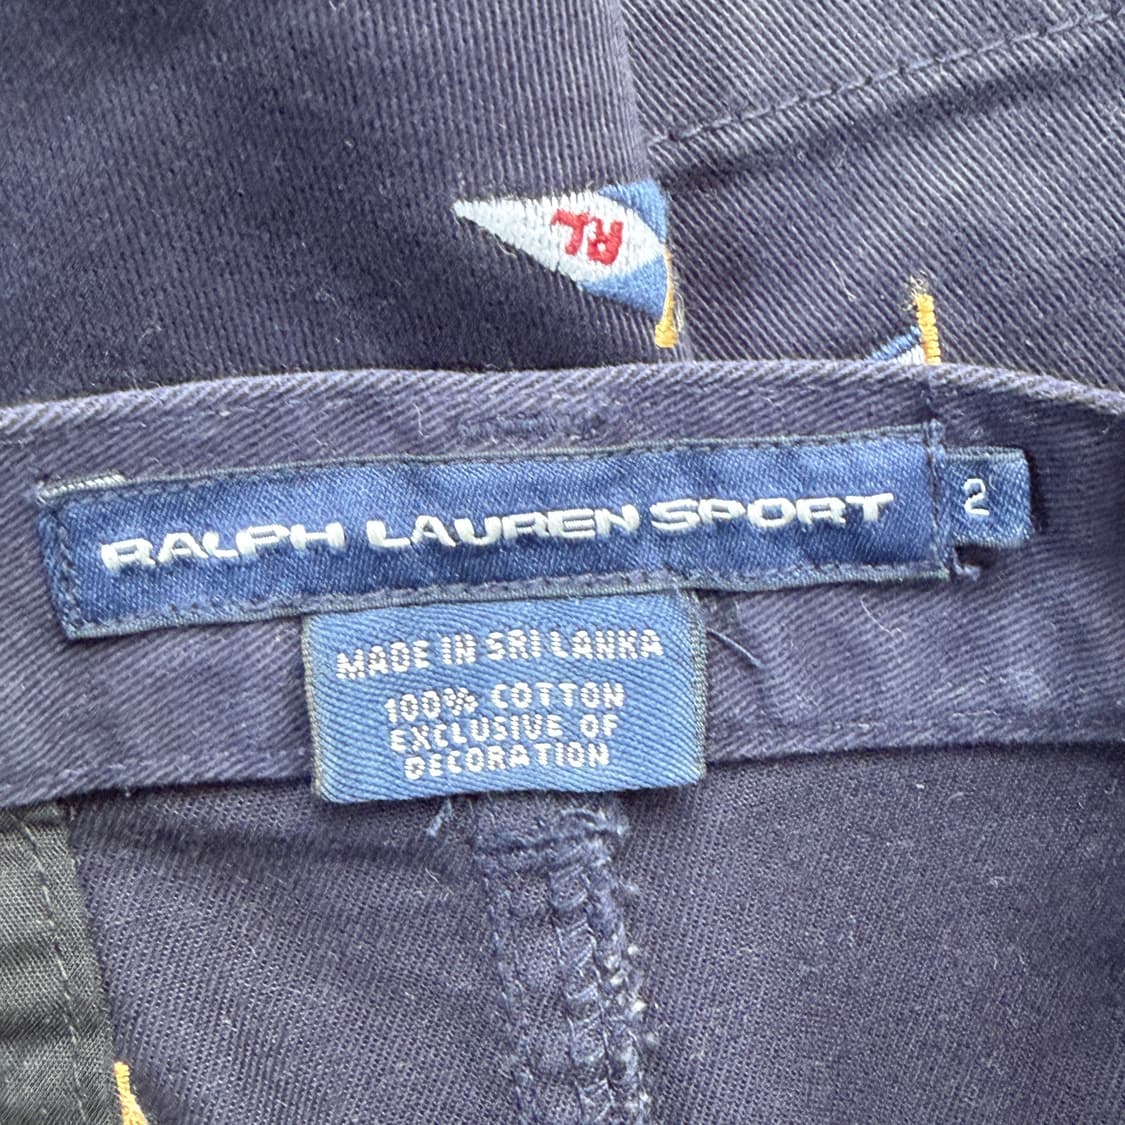 RL
RALPH LAUREN SPORT
2
MADE IN SRI LANKA
100% COTTON
EXCLUSIVE OF
DECORATION